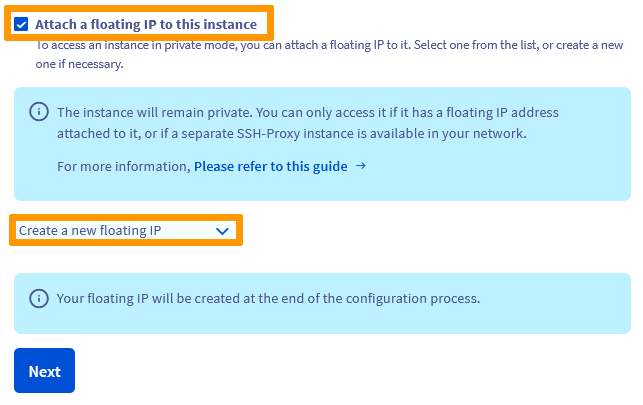 Attach a floating IP to this instance
To access an instance in private mode, you can attach a floating IP to it. Select one from the list, or create a new
one if necessary.
The instance will remain private. You can only access it if it has a floating IP address
attached to it, or if a separate SSH-Proxy instance is available in your network.
For more information, Please refer to this guide →
Create a new floating IP
Your floating IP will be created at the end of the configuration process.
Next